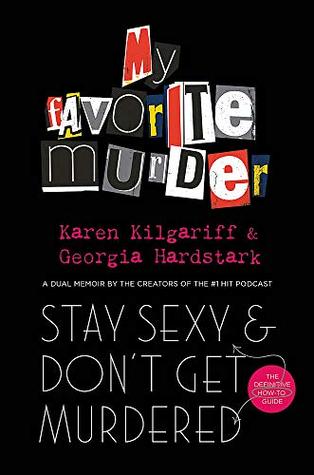 My
fAVoRITE
muRDer
Karen Kilgariff &
Georgia Hardstark
A DUAL MEMOIR BY THE CREATORS OF THE #1 HIT PODCAST
STAY SEXY &
DON'T GET
MURDERED
THE
DEFINITIVE
HOW-TO
GUIDE